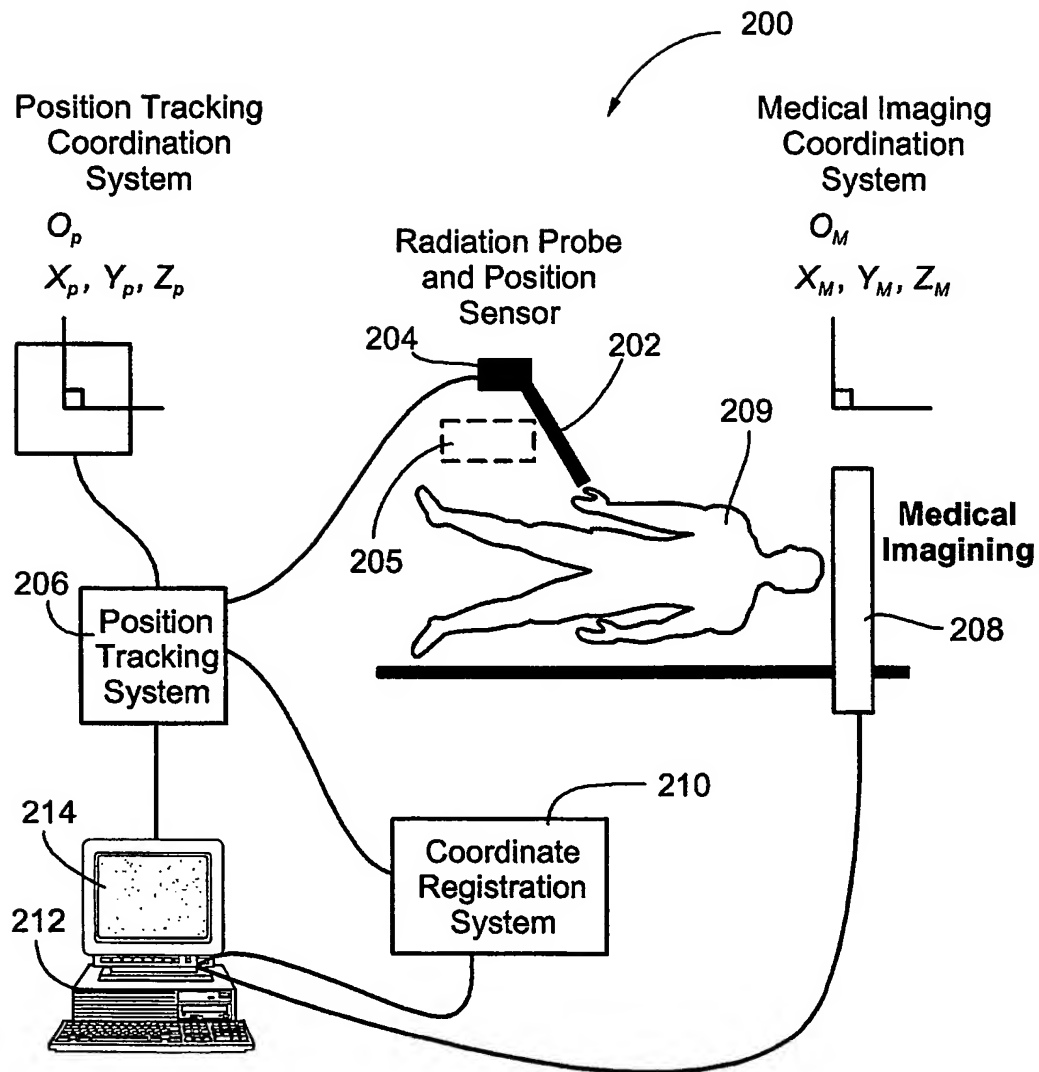 200
Position Tracking
Coordination
System
O_p
X_p, Y_p, Z_p
Medical Imaging
Coordination
System
O_M
X_M, Y_M, Z_M
Radiation Probe
and Position
Sensor
204
202
209
205
Medical
Imagining
208
206
Position
Tracking
System
210
Coordinate
Registration
System
214
212